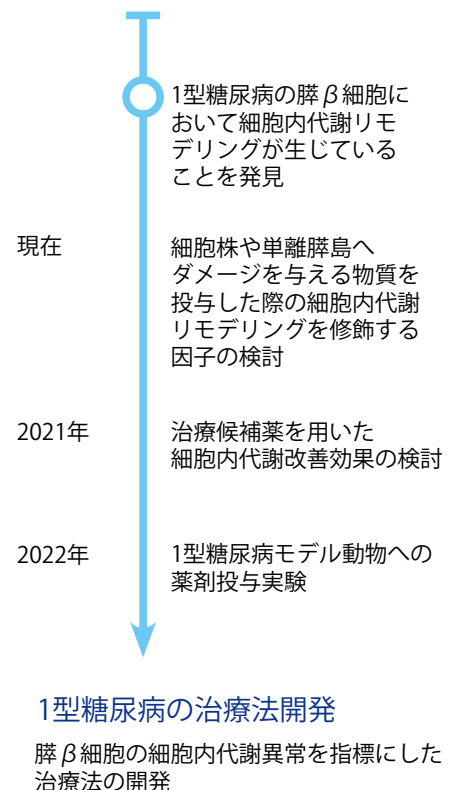 1型糖尿病の膵β細胞に
おいて細胞内代謝リモ
デリングが生じている
ことを発見
現在
細胞株や単離膵島へ
ダメージを与える物質を
投与した際の細胞内代謝
リモデリングを修飾する
因子の検討
2021年
治療候補薬を用いた
細胞内代謝改善効果の検討
2022年
1型糖尿病モデル動物への
薬剤投与実験
1型糖尿病の治療法開発
膵β細胞の細胞内代謝異常を指標にした
治療法の開発